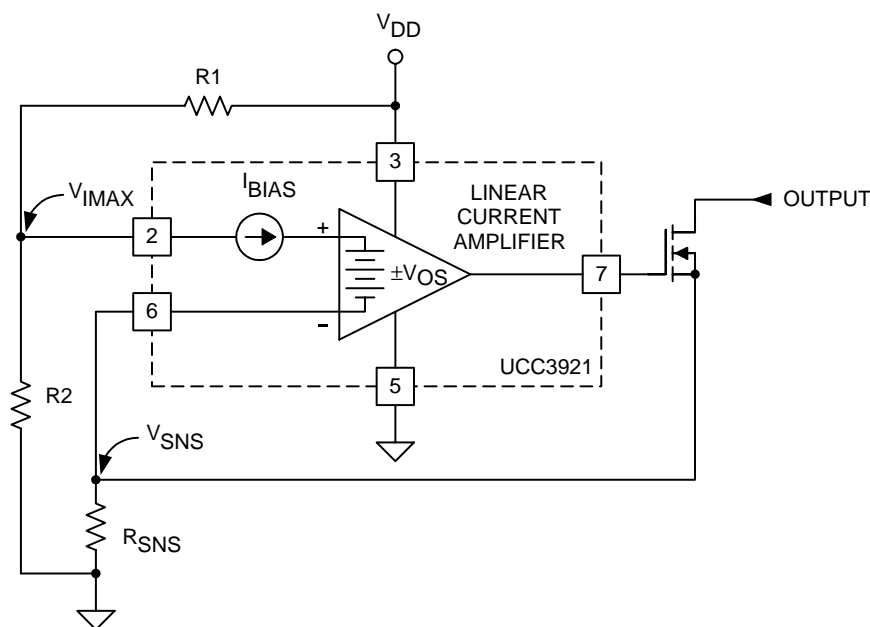 VDD
R1
3
VIMAX
IBIAS
LINEAR
CURRENT
AMPLIFIER
OUTPUT
2
+
±VOS
7
6
-
UCC3921
5
R2
VSNS
RSNS